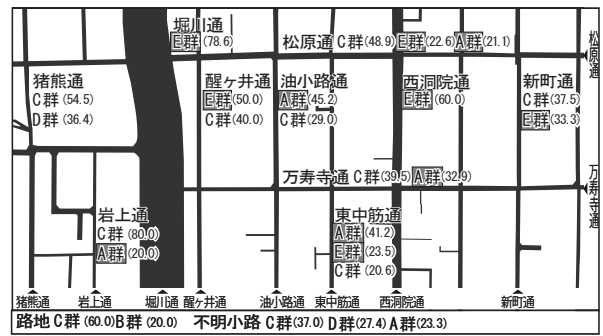 堀川通
E群(78.6)
松原通 C群(48.9) E群(22.6) A群(21.1)
松原通
猪熊通
C群(54.5)
D群(36.4)
醒ヶ井通
E群(50.0)
C群(40.0)
油小路通
A群(45.2)
C群(29.0)
西洞院通
E群(60.0)
新町通
C群(37.5)
E群(33.3)
万寿寺通 C群(39.5) A群(32.9)
万寿寺通
岩上通
C群(80.0)
A群(20.0)
東中筋通
A群(41.2)
E群(23.5)
C群(20.6)
猪熊通 岩上通 堀川通 醒ヶ井通 油小路通 東中筋通 西洞院通 新町通
路地 C群(60.0) B群(20.0) 不明小路 C群(37.0) D群(27.4) A群(23.3)